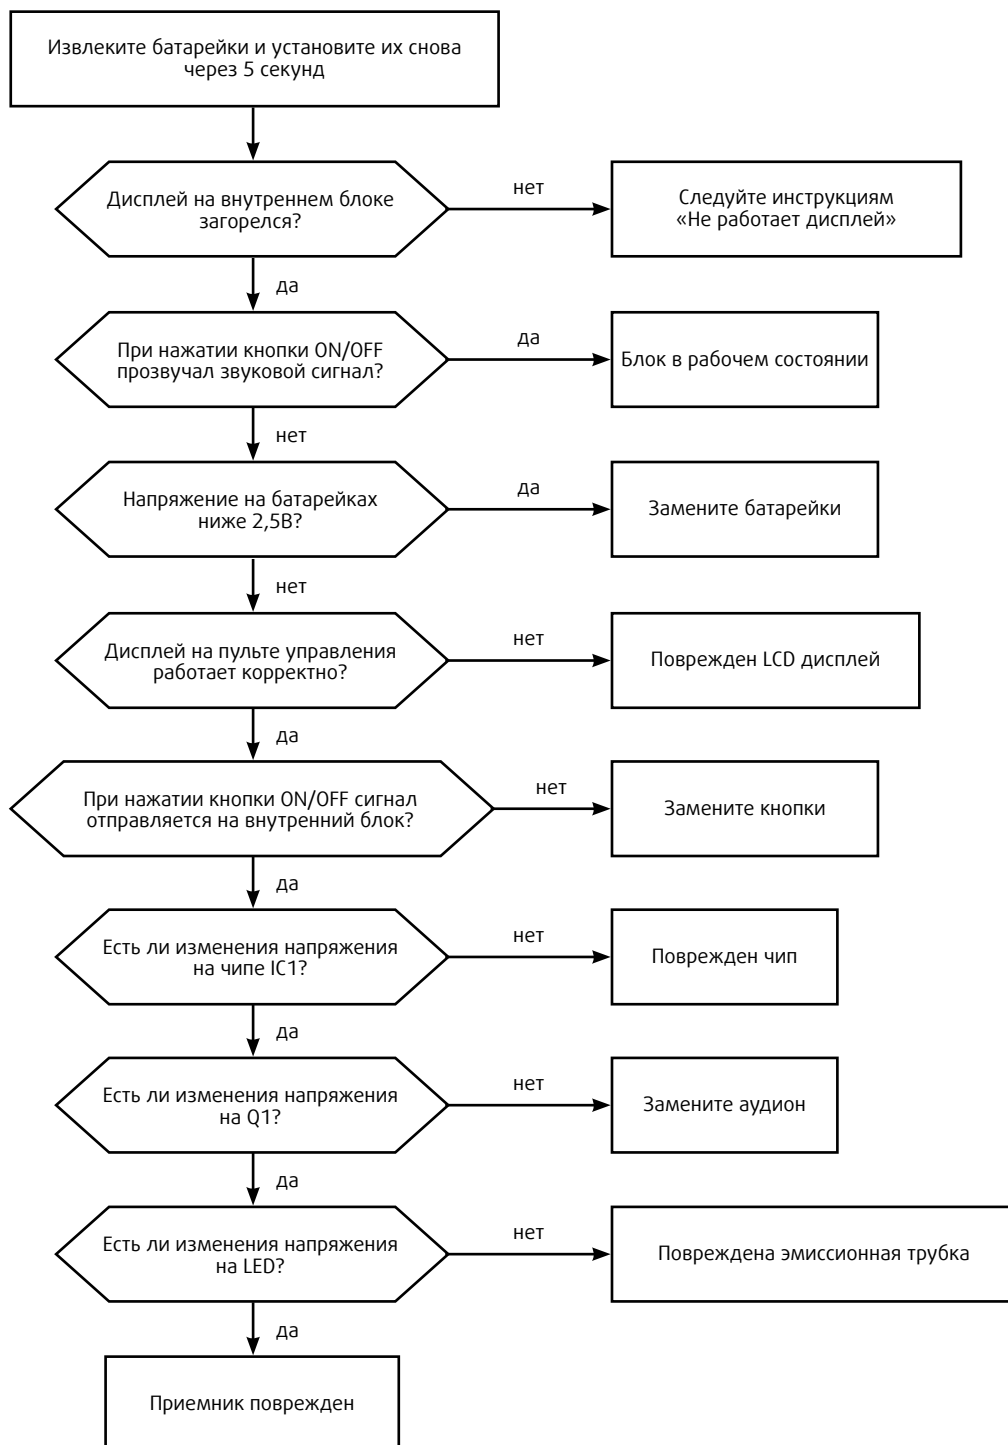 Извлеките батарейки и установите их снова
через 5 секунд
Дисплей на внутреннем блоке
загорелся?
нет
Следуйте инструкциям
«Не работает дисплей»
да
При нажатии кнопки ON/OFF
прозвучал звуковой сигнал?
да
Блок в рабочем состоянии
нет
Напряжение на батарейках
ниже 2,5В?
да
Замените батарейки
нет
Дисплей на пульте управления
работает корректно?
нет
Поврежден LCD дисплей
да
При нажатии кнопки ON/OFF сигнал
отправляется на внутренний блок?
нет
Замените кнопки
да
Есть ли изменения напряжения
на чипе IC1?
нет
Поврежден чип
да
Есть ли изменения напряжения
на Q1?
нет
Замените аудион
да
Есть ли изменения напряжения
на LED?
нет
Повреждена эмиссионная трубка
да
Приемник поврежден